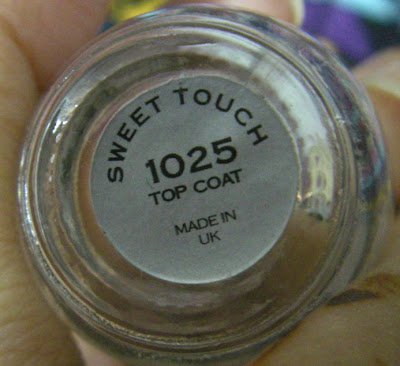 SWEET TOUCH
1025
TOP COAT
MADE IN
UK